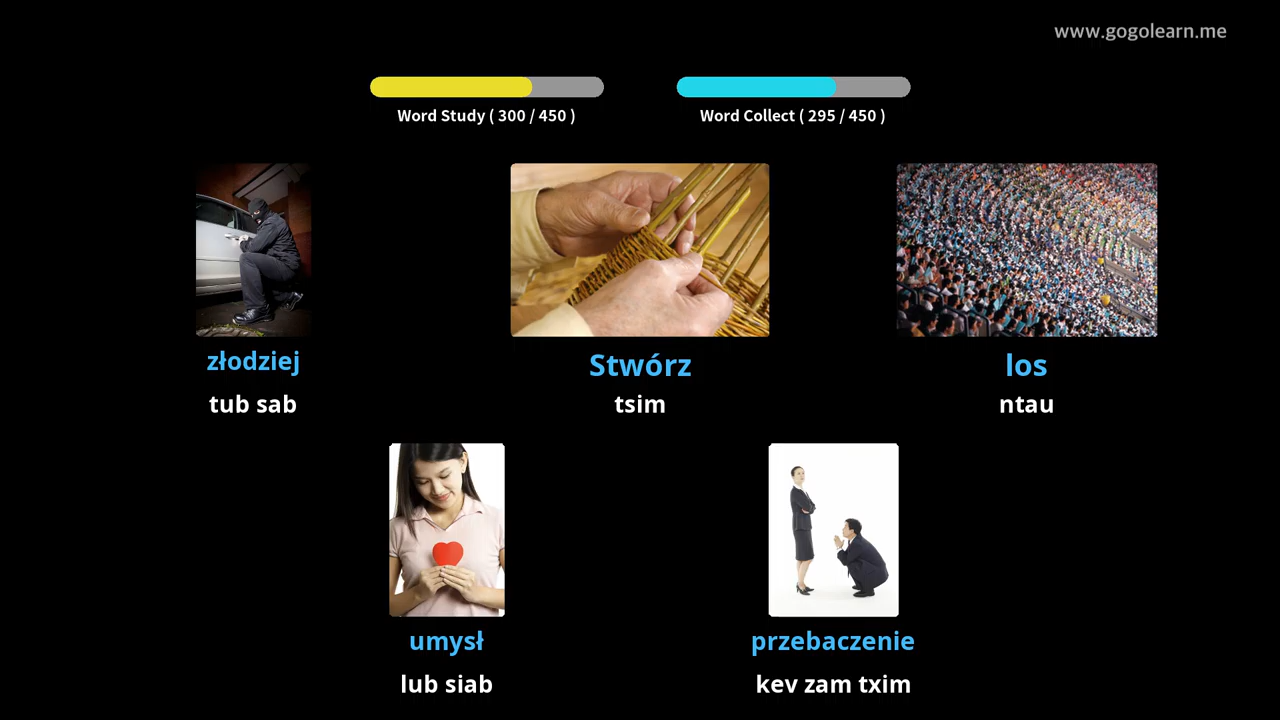 www.gogolearn.me
Word Study ( 300 / 450 )
Word Collect ( 295 / 450 )
złodziej
tub sab
Stwórz
tsim
los
ntau
umysł
lub siab
przebaczenie
kev zam txim